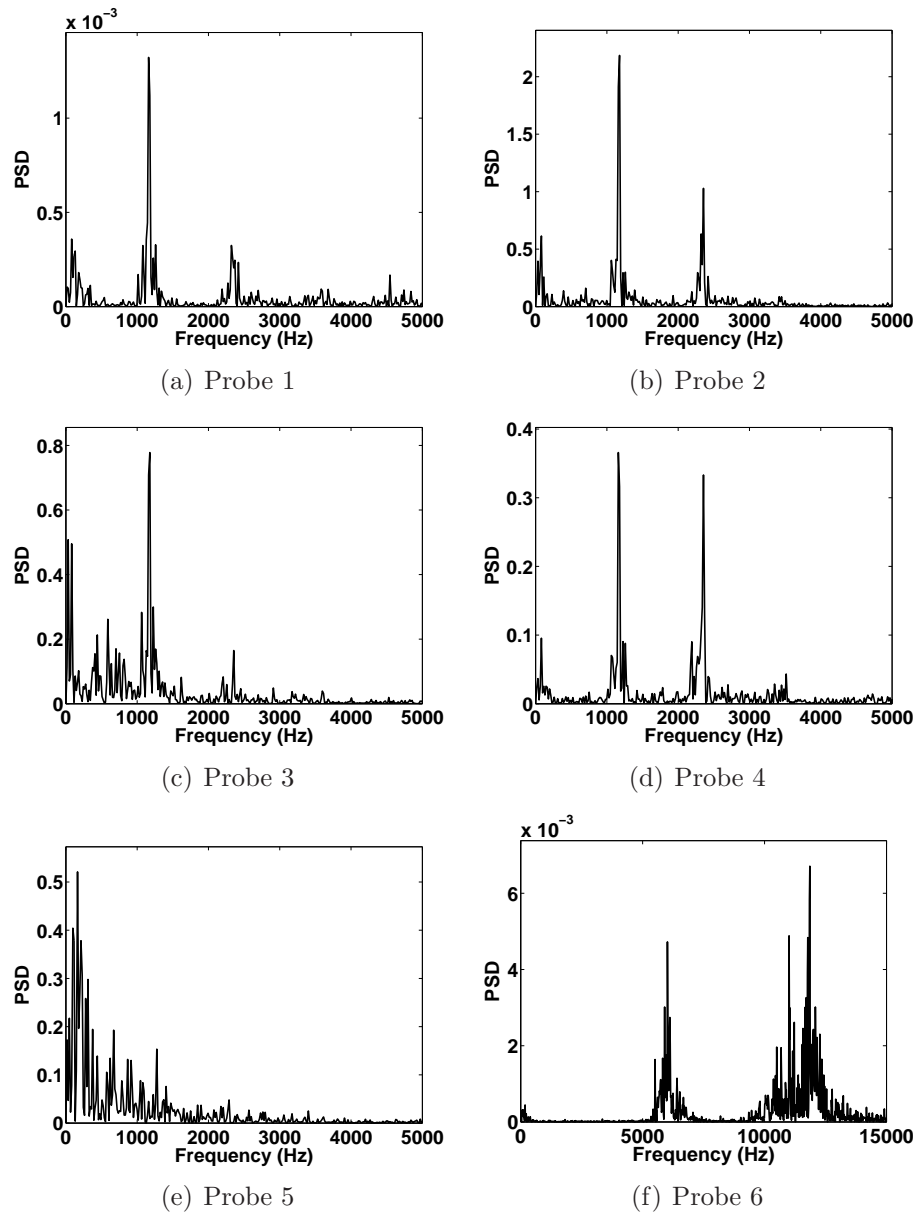 x 10⁻³
1
0.5
0
PSD
0 1000 2000 3000 4000 5000
Frequency (Hz)
(a) Probe 1
2
1.5
1
0.5
0
PSD
0 1000 2000 3000 4000 5000
Frequency (Hz)
(b) Probe 2
0.8
0.6
0.4
0.2
0
PSD
0 1000 2000 3000 4000 5000
Frequency (Hz)
(c) Probe 3
0.4
0.3
0.2
0.1
0
PSD
0 1000 2000 3000 4000 5000
Frequency (Hz)
(d) Probe 4
0.5
0.4
0.3
0.2
0.1
0
PSD
0 1000 2000 3000 4000 5000
Frequency (Hz)
(e) Probe 5
x 10⁻³
6
4
2
0
PSD
0 5000 10000 15000
Frequency (Hz)
(f) Probe 6